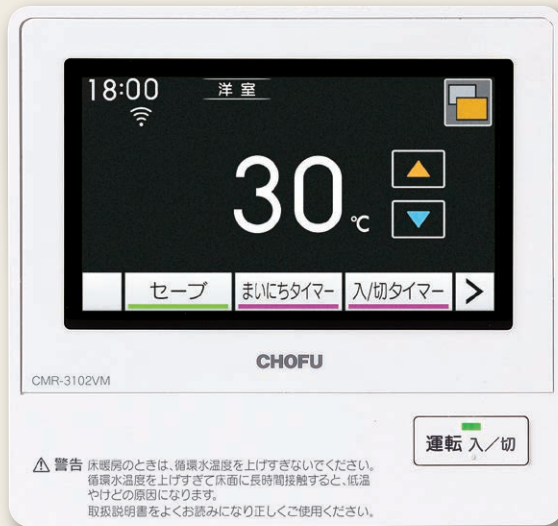 18:00 洋室
30℃
セーブ まいにちタイマー 入/切タイマー >
CHOFU
CMR-3102VM
運転 入/切
⚠ 警告 床暖房のときは、循環水温度を上げすぎないでください。
循環水温度を上げすぎて床面に長時間接触すると、低温
やけどの原因になります。
取扱説明書をよくお読みになり正しくご使用ください。